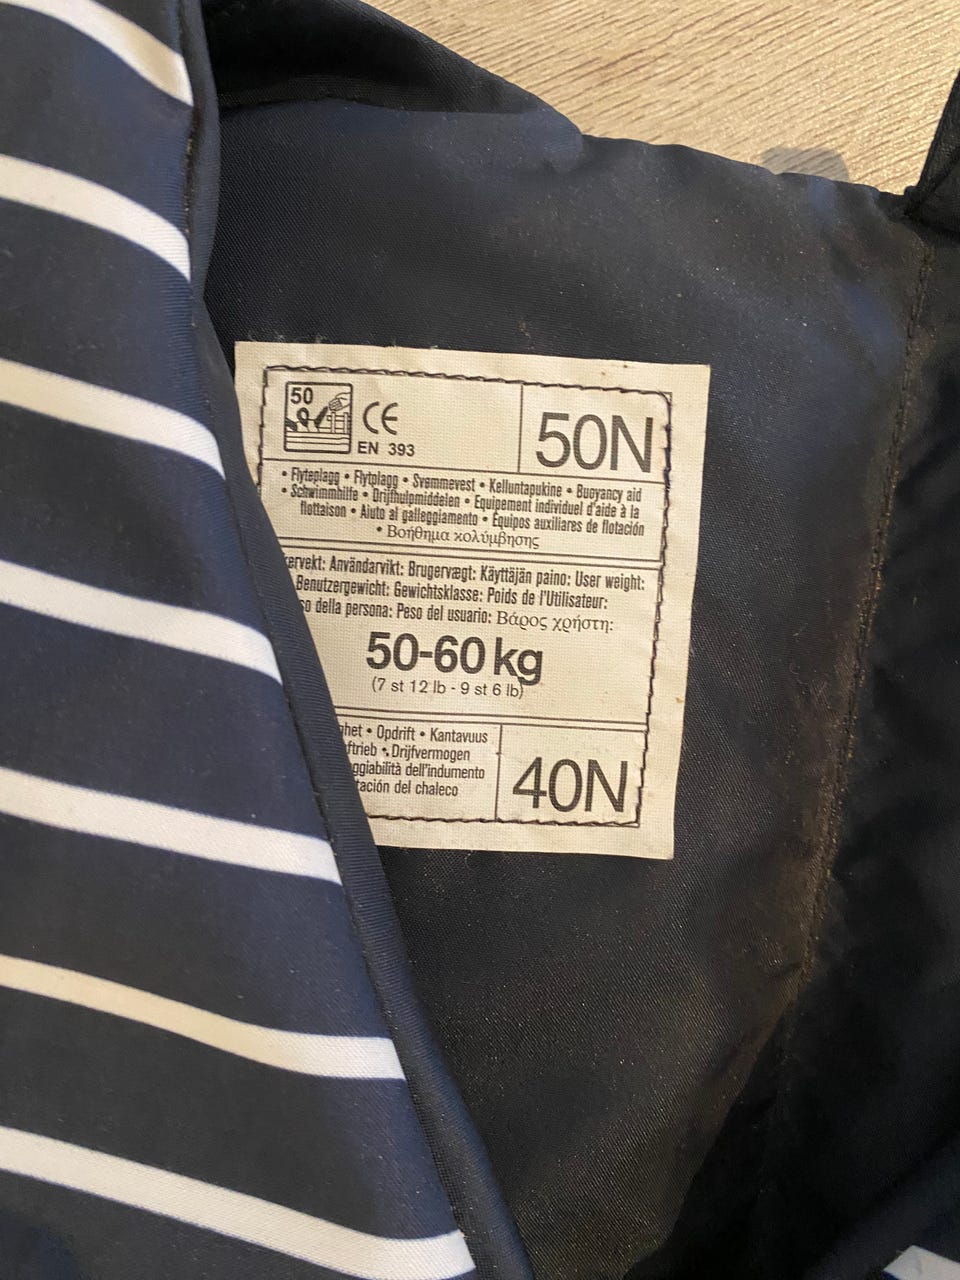 50
CE
EN 393
50N
• Flyteplagg • Flytplagg • Svømmevest • Kelluntapukine • Buoyancy aid
• Schwimmhilfe • Drijfhulpmiddelen • Equipement individuel d'aide à la
flottaison • Aiuto al galleggiamento • Equipos auxiliares de flotación
• Βοήθημα κολύμβησης
Användarvikt: Brugervægt: Käyttäjän paino: User weight:
Benutzergewicht: Gewichtsklasse: Poids de l'Utilisateur:
della persona: Peso del usuario: Βάρος χρήστη:
50-60 kg
(7 st 12 lb - 9 st 6 lb)
• Opdrift • Kantavuus
• Drijfvermogen
dell'indumento
del chaleco
40N